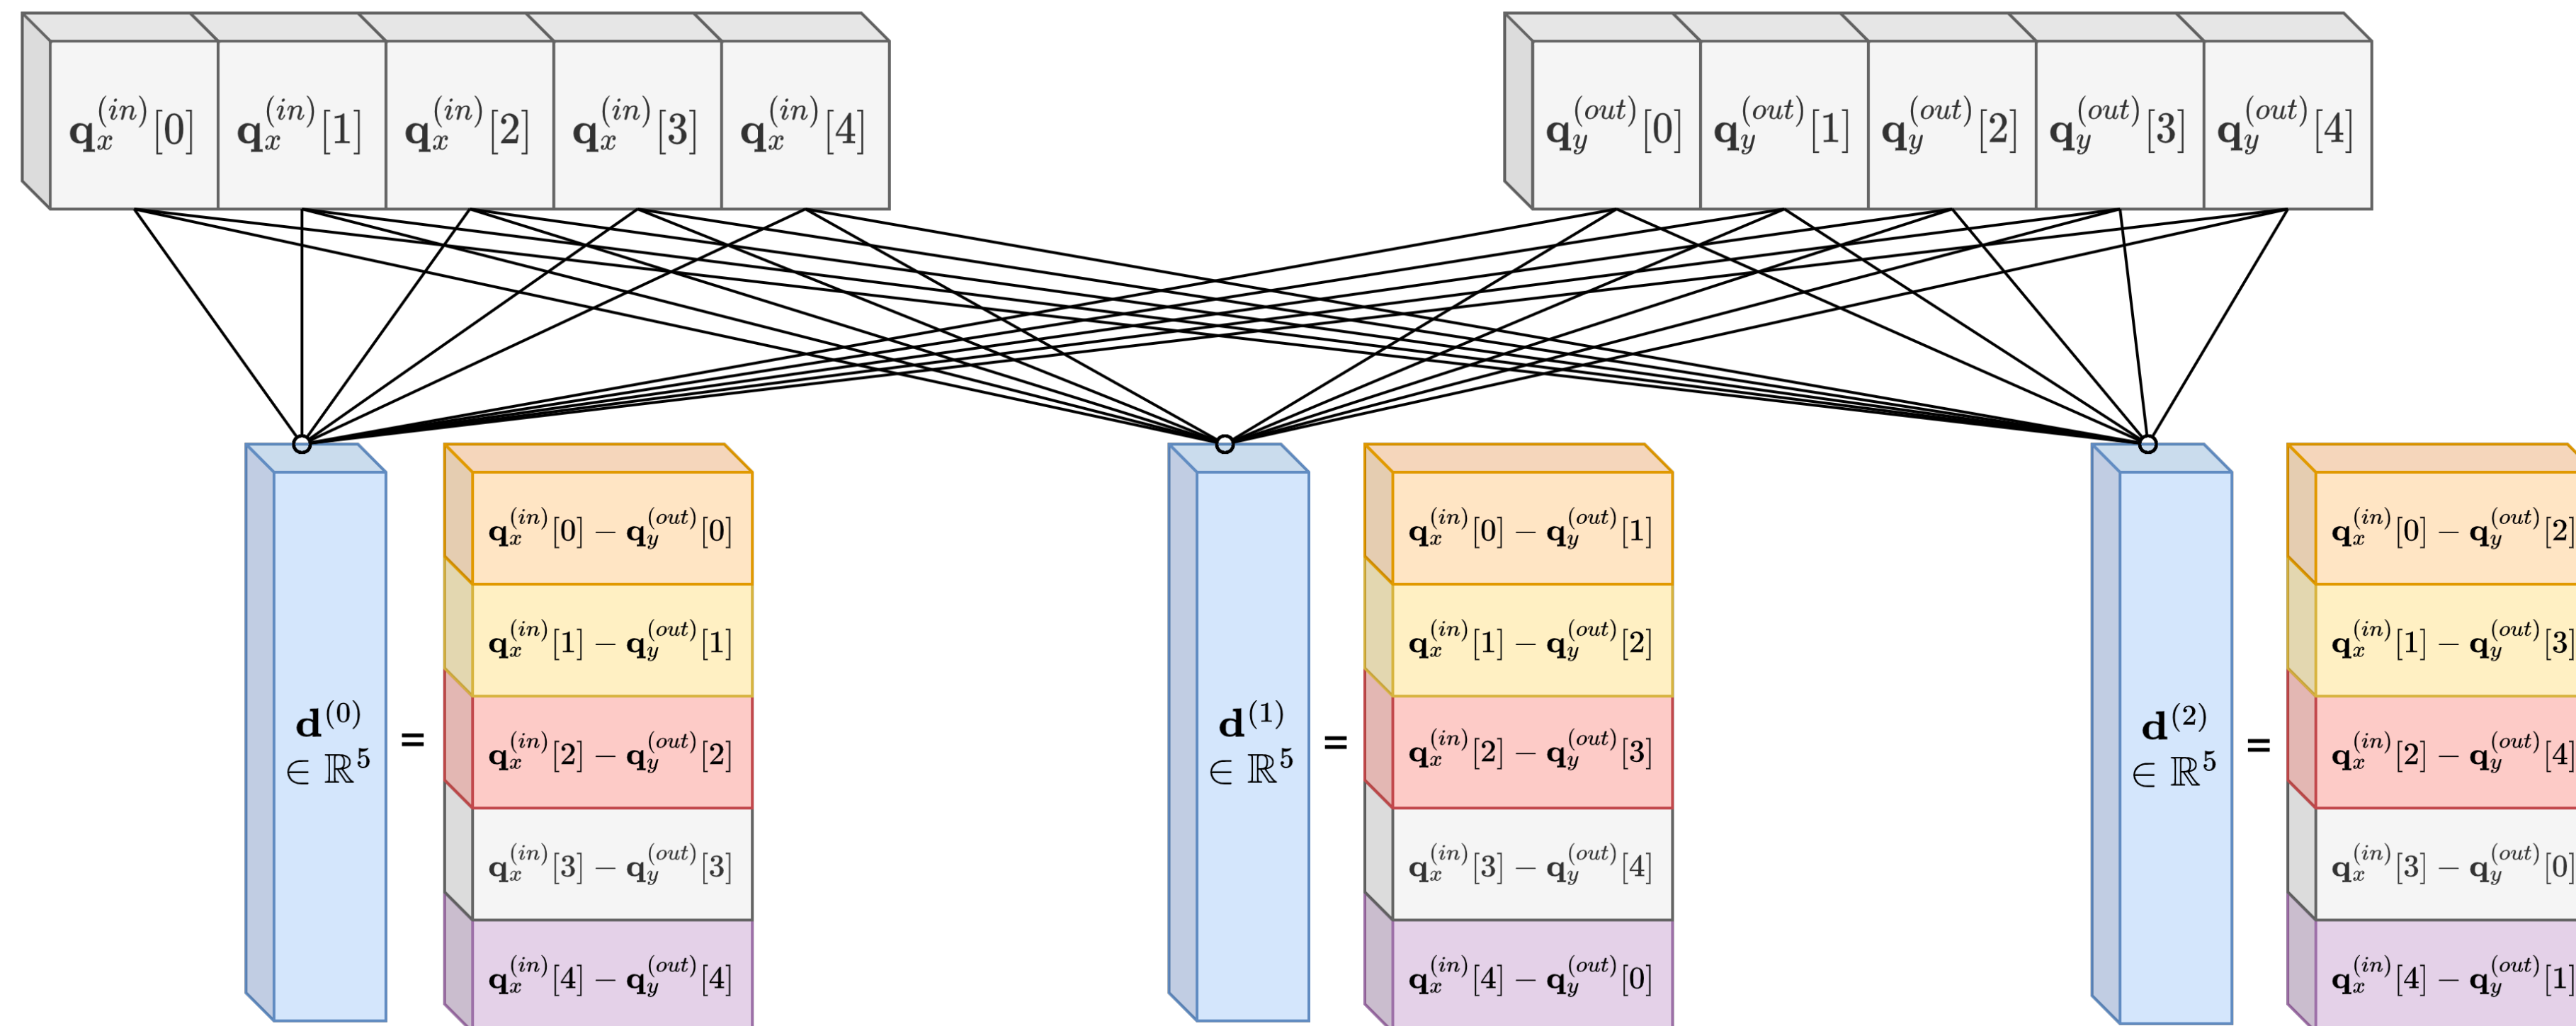 q_x^{(in)}[0] q_x^{(in)}[1] q_x^{(in)}[2] q_x^{(in)}[3] q_x^{(in)}[4] q_y^{(out)}[0] q_y^{(out)}[1] q_y^{(out)}[2] q_y^{(out)}[3] q_y^{(out)}[4]
d^{(0)}
∈ ℝ^5
=
q_x^{(in)}[0] − q_y^{(out)}[0]
q_x^{(in)}[1] − q_y^{(out)}[1]
q_x^{(in)}[2] − q_y^{(out)}[2]
q_x^{(in)}[3] − q_y^{(out)}[3]
q_x^{(in)}[4] − q_y^{(out)}[4]
d^{(1)}
∈ ℝ^5
=
q_x^{(in)}[0] − q_y^{(out)}[1]
q_x^{(in)}[1] − q_y^{(out)}[2]
q_x^{(in)}[2] − q_y^{(out)}[3]
q_x^{(in)}[3] − q_y^{(out)}[4]
q_x^{(in)}[4] − q_y^{(out)}[0]
d^{(2)}
∈ ℝ^5
=
q_x^{(in)}[0] − q_y^{(out)}[2]
q_x^{(in)}[1] − q_y^{(out)}[3]
q_x^{(in)}[2] − q_y^{(out)}[4]
q_x^{(in)}[3] − q_y^{(out)}[0]
q_x^{(in)}[4] − q_y^{(out)}[1]